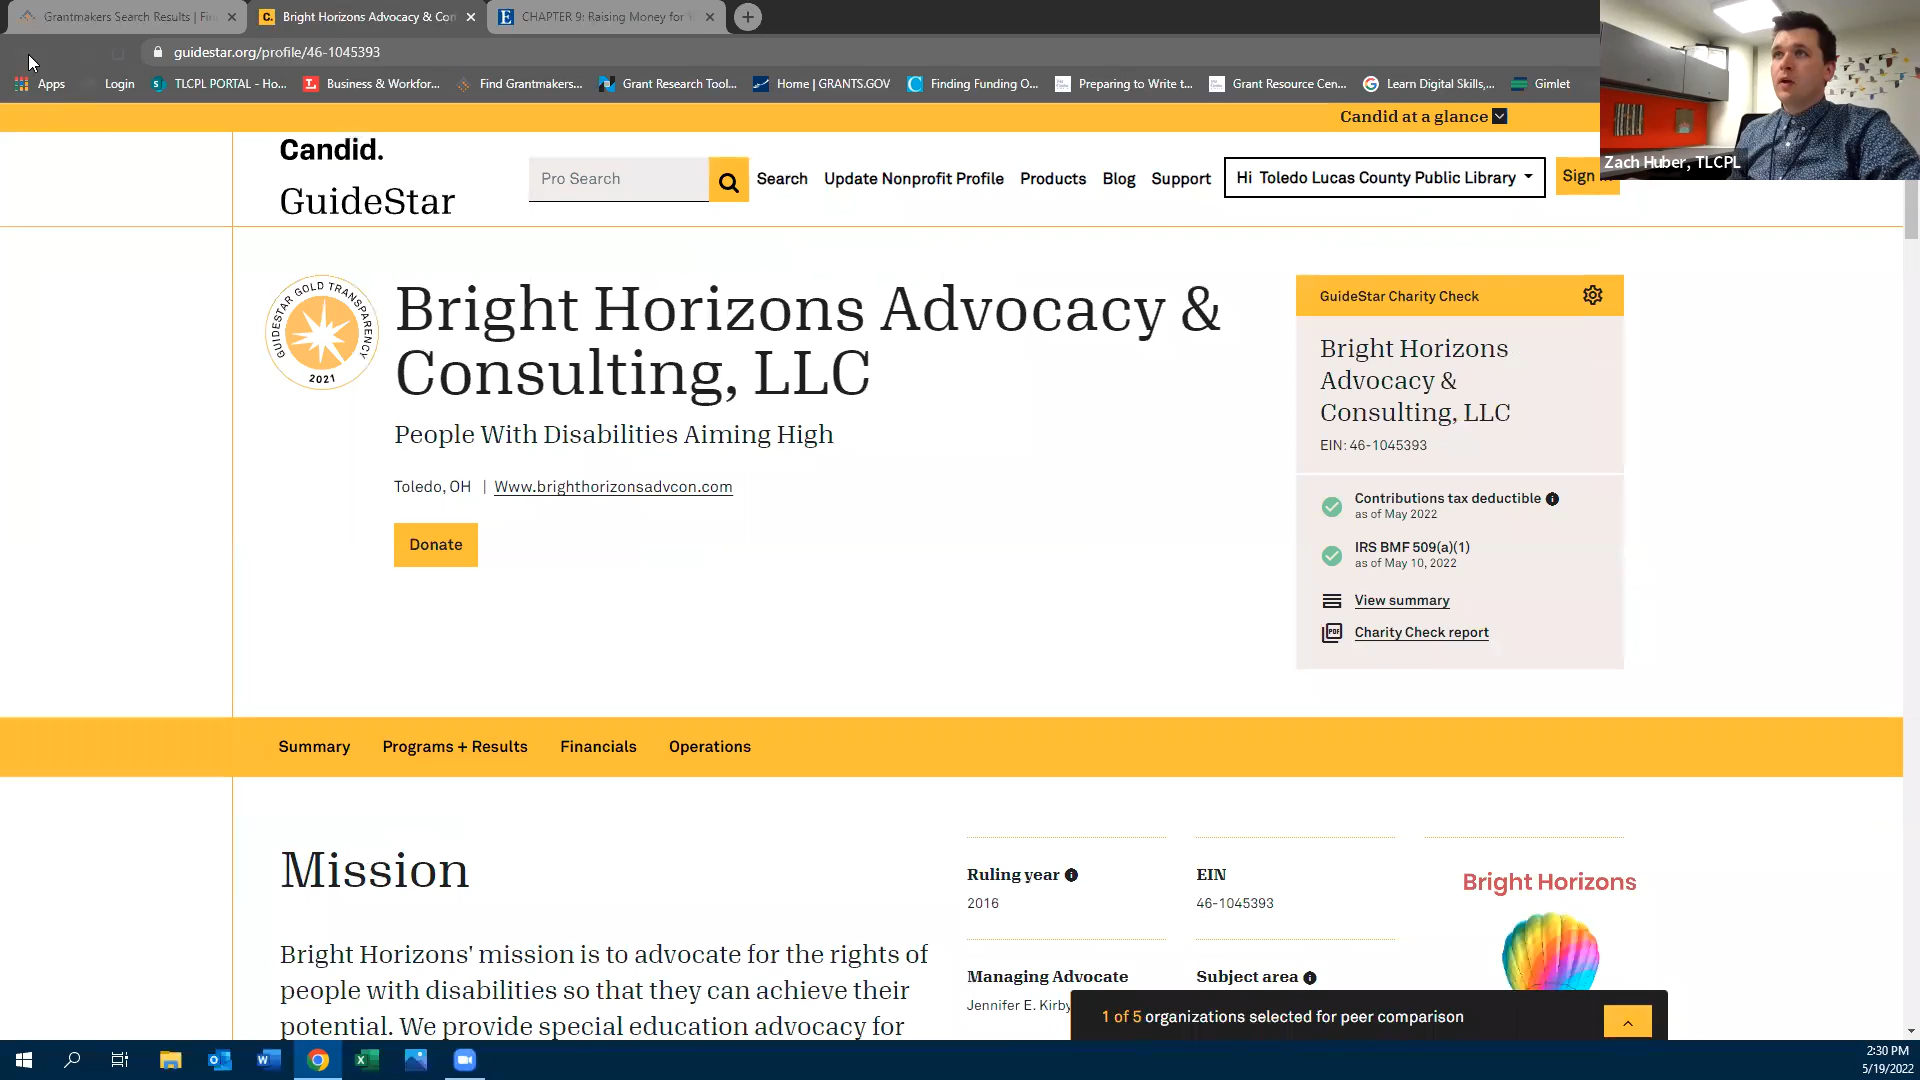 Grantmakers Search Results | Fin
Bright Horizons Advocacy & Con
CHAPTER 9: Raising Money for
guidestar.org/profile/46-1045393
Apps
Login
TLCPL PORTAL - Ho...
Business & Workfor...
Find Grantmakers...
Grant Research Tool...
Home | GRANTS.GOV
Finding Funding O...
Preparing to Write t...
Grant Resource Cen...
Learn Digital Skills,...
Gimlet
Zach Huber, TLCPL
Candid at a glance
Candid.
GuideStar
Pro Search
Search
Update Nonprofit Profile
Products
Blog
Support
Hi Toledo Lucas County Public Library
Sign
GUIDESTAR GOLD TRANSPARENCY
2021
Bright Horizons Advocacy &
Consulting, LLC
People With Disabilities Aiming High
Toledo, OH | Www.brighthorizonsadvcon.com
Donate
GuideStar Charity Check
Bright Horizons
Advocacy &
Consulting, LLC
EIN: 46-1045393
Contributions tax deductible
as of May 2022
IRS BMF 509(a)(1)
as of May 10, 2022
View summary
PDF
Charity Check report
Summary
Programs + Results
Financials
Operations
Mission
Bright Horizons' mission is to advocate for the rights of
people with disabilities so that they can achieve their
potential. We provide special education advocacy for
Ruling year
2016
EIN
46-1045393
Managing Advocate
Jennifer E. Kirby
Subject area
Bright Horizons
1 of 5 organizations selected for peer comparison
2:30 PM
5/19/2022